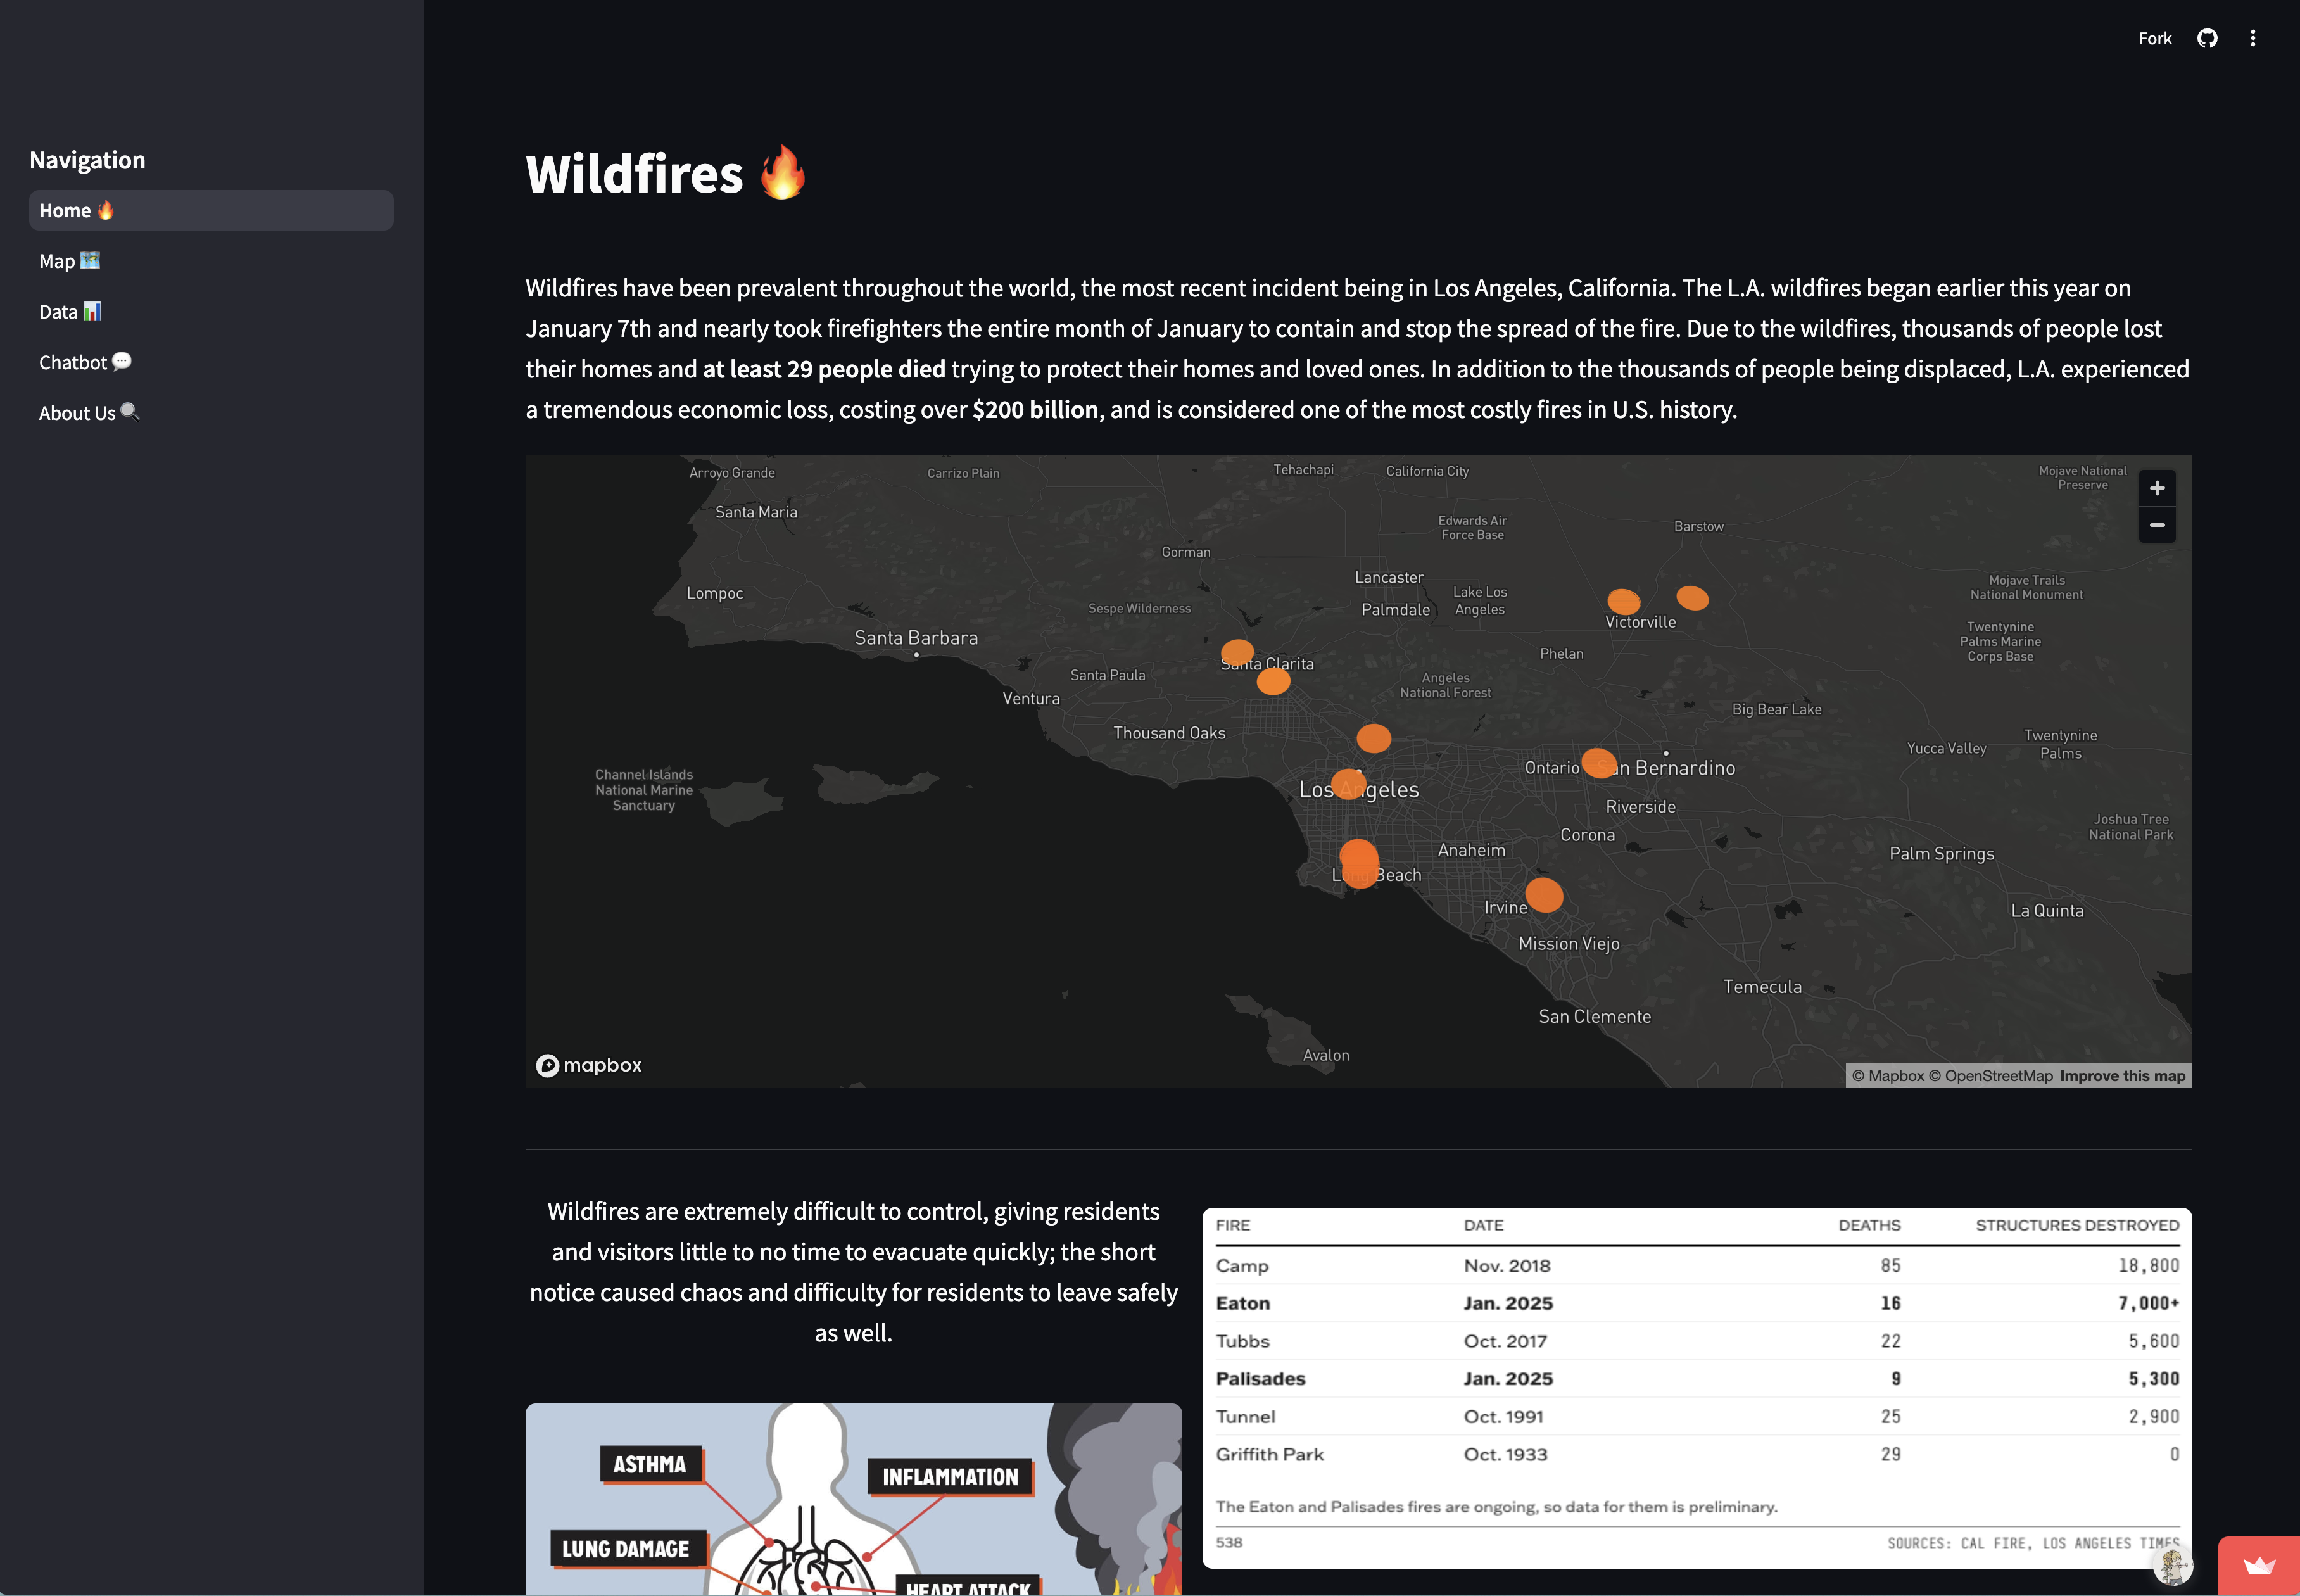 Fork
Navigation
Home
Map
Data
Chatbot
About Us
Wildfires
Wildfires have been prevalent throughout the world, the most recent incident being in Los Angeles, California. The L.A. wildfires began earlier this year on
January 7th and nearly took firefighters the entire month of January to contain and stop the spread of the fire. Due to the wildfires, thousands of people lost
their homes and at least 29 people died trying to protect their homes and loved ones. In addition to the thousands of people being displaced, L.A. experienced
a tremendous economic loss, costing over $200 billion, and is considered one of the most costly fires in U.S. history.
Arroyo Grande
Carrizo Plain
Tehachapi
California City
Mojave National
Preserve
Santa Maria
Edwards Air
Force Base
Barstow
Gorman
Lancaster
Mojave Trails
National Monument
Lompoc
Sespe Wilderness
Palmdale
Lake Los
Angeles
Victorville
Twentynine
Palms Marine
Corps Base
Santa Barbara
Santa Clarita
Phelan
Santa Paula
Angeles
National Forest
Ventura
Big Bear Lake
Thousand Oaks
Yucca Valley
Twentynine
Palms
Channel Islands
National Marine
Sanctuary
Ontario
San Bernardino
Los Angeles
Riverside
Corona
Joshua Tree
National Park
Anaheim
Palm Springs
Long Beach
Irvine
La Quinta
Mission Viejo
Temecula
San Clemente
Avalon
mapbox
© Mapbox © OpenStreetMap Improve this map
Wildfires are extremely difficult to control, giving residents
and visitors little to no time to evacuate quickly; the short
notice caused chaos and difficulty for residents to leave safely
as well.
ASTHMA
INFLAMMATION
LUNG DAMAGE
HEART ATTACK
FIRE DATE DEATHS STRUCTURES DESTROYED
Camp Nov. 2018 85 18,800
Eaton Jan. 2025 16 7,000+
Tubbs Oct. 2017 22 5,600
Palisades Jan. 2025 9 5,300
Tunnel Oct. 1991 25 2,900
Griffith Park Oct. 1933 29 0
The Eaton and Palisades fires are ongoing, so data for them is preliminary.
538 SOURCES: CAL FIRE, LOS ANGELES TIMES